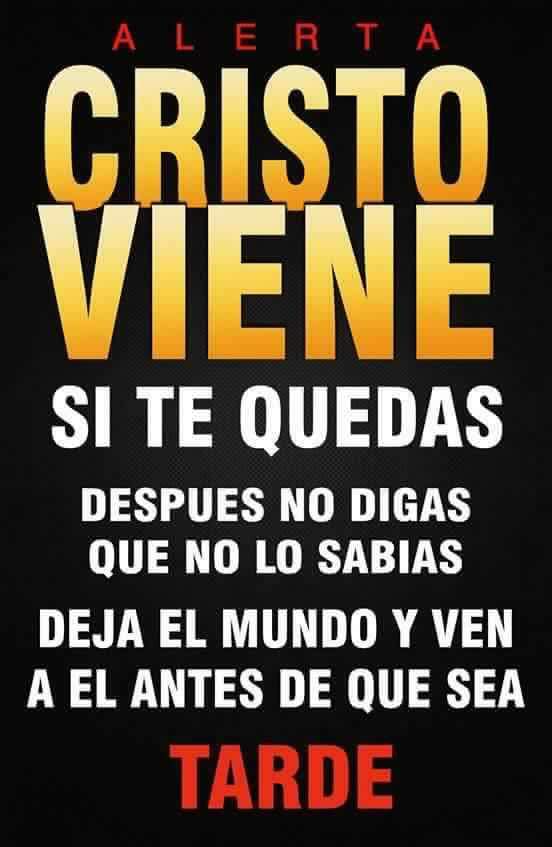 ALERTA
CRISTO
VIENE
SI TE QUEDAS
DESPUES NO DIGAS
QUE NO LO SABIAS
DEJA EL MUNDO Y VEN
A EL ANTES DE QUE SEA
TARDE